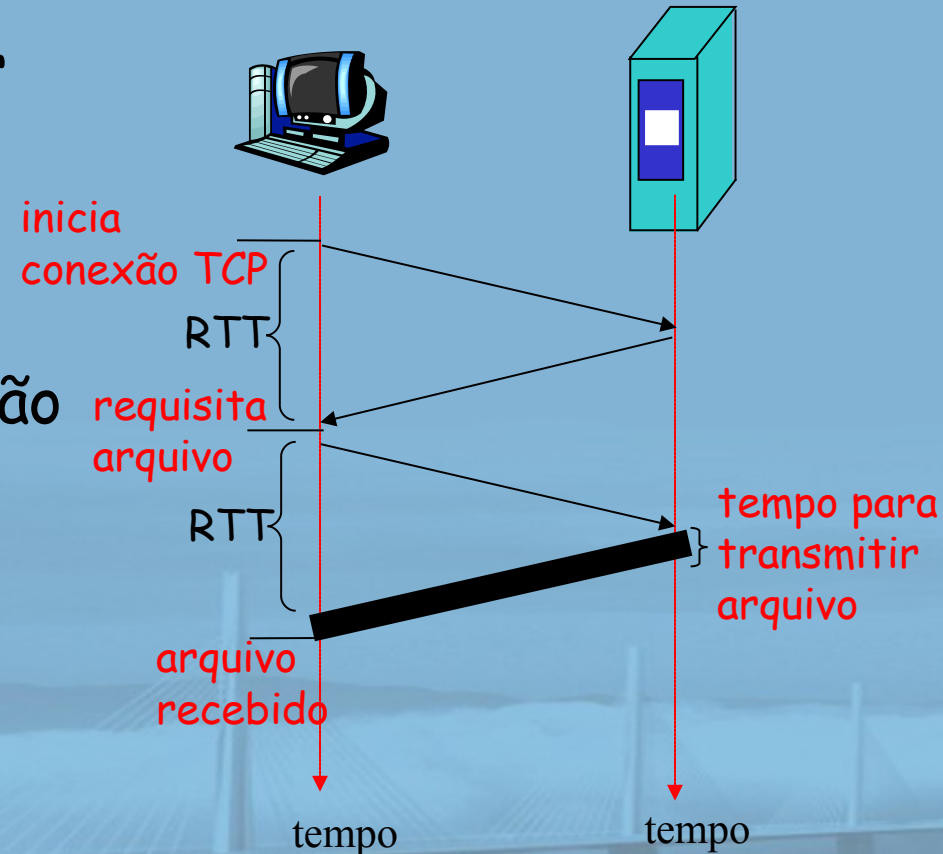 inicia
conexão TCP
RTT
ão
requisita
arquivo
RTT
tempo para
transmitir
arquivo
arquivo
recebido
tempo
tempo